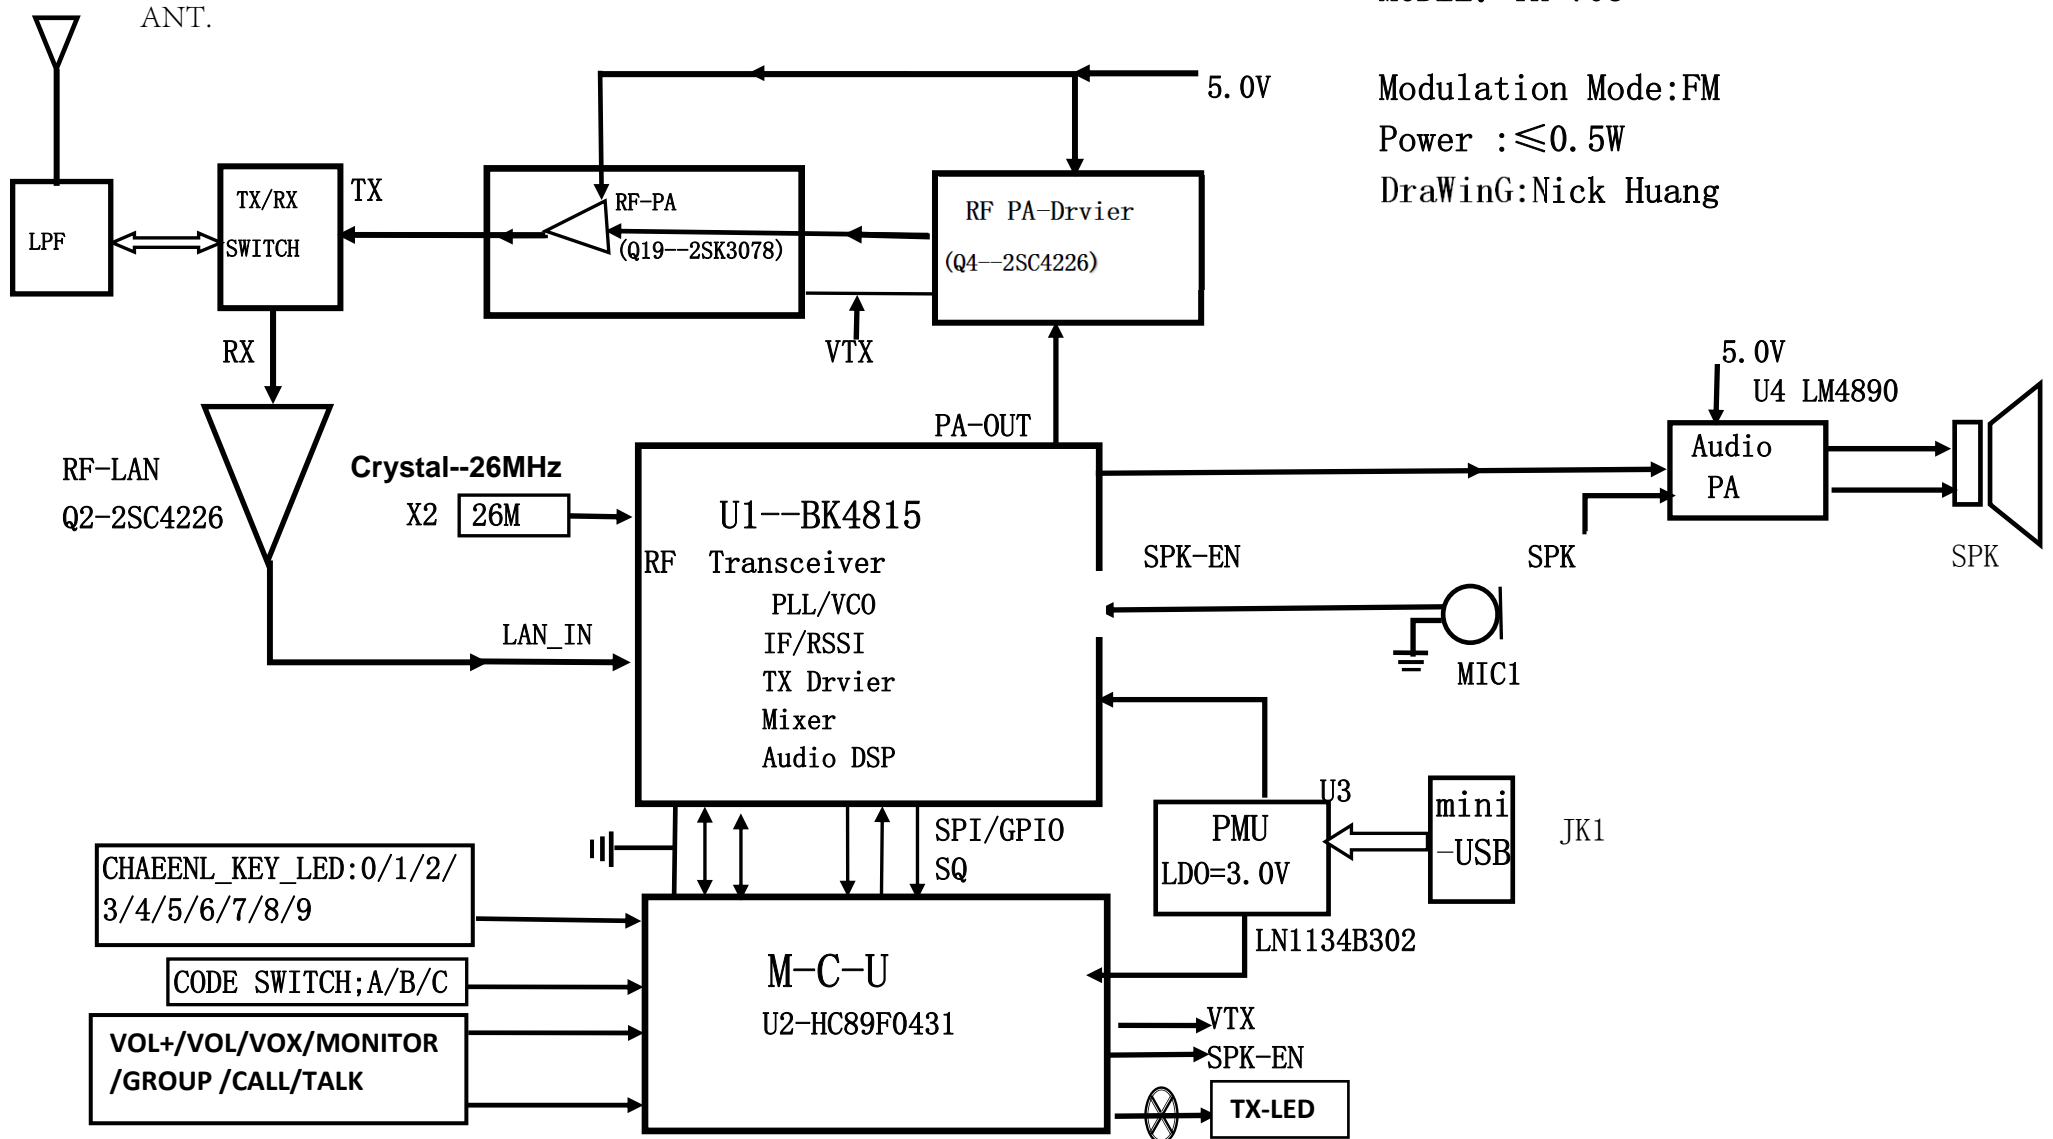 ANT.
5.0V
Modulation Mode:FM
Power :≤0.5W
DraWinG:Nick Huang
LPF
TX/RX
SWITCH
TX
RF-PA
(Q19--2SK3078)
RF PA-Drvier
(Q4--2SC4226)
RX
VTX
PA-OUT
5.0V
U4 LM4890
Audio
PA
SPK
SPK
RF-LAN
Q2-2SC4226
Crystal--26MHz
X2
26M
U1--BK4815
RF Transceiver
PLL/VCO
IF/RSSI
TX Drvier
Mixer
Audio DSP
SPK-EN
LAN_IN
MIC1
U3
PMU
LDO=3.0V
mini
-USB
JK1
SPI/GPIO
SQ
LN1134B302
CHAEENL_KEY_LED:0/1/2/
3/4/5/6/7/8/9
CODE SWITCH;A/B/C
VOL+/VOL/VOX/MONITOR
/GROUP /CALL/TALK
M-C-U
U2-HC89F0431
VTX
SPK-EN
TX-LED